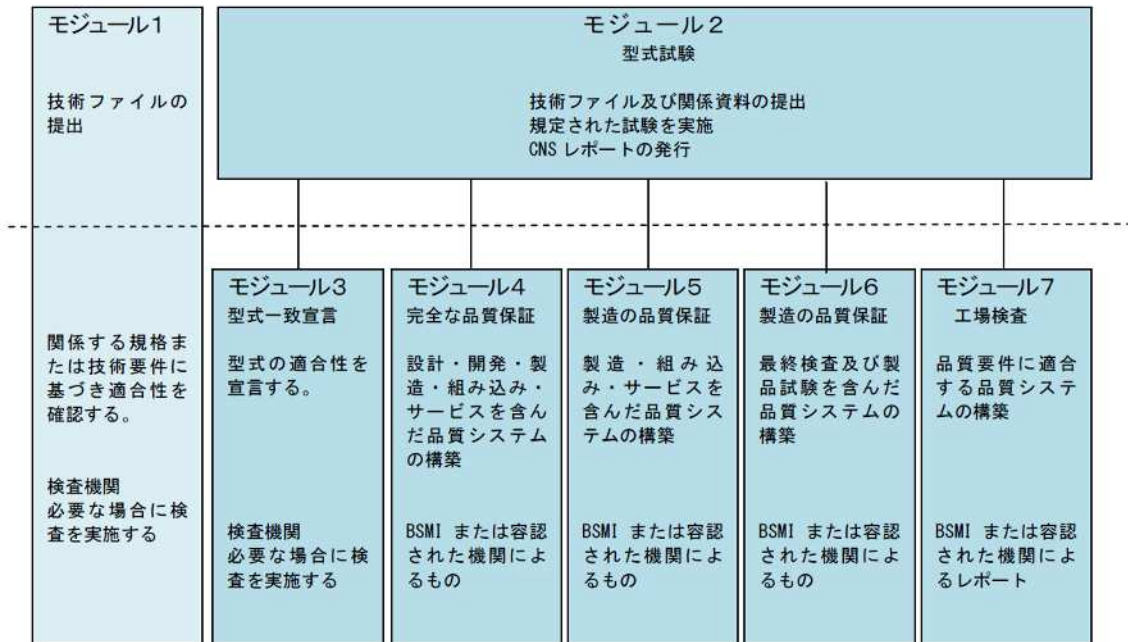 モジュール1
技術ファイルの
提出
関係する規格ま
たは技術要件に
基づき適合性を
確認する。
検査機関
必要な場合に検
査を実施する
モジュール2
型式試験
技術ファイル及び関係資料の提出
規定された試験を実施
CNS レポートの発行
モジュール3
型式一致宣言
型式の適合性を
宣言する。
検査機関
必要な場合に検
査を実施する
モジュール4
完全な品質保証
設計・開発・製
造・組み込み・
サービスを含ん
だ品質システム
の構築
BSMI または容認
された機関によ
るもの
モジュール5
製造の品質保証
製造・組み込
み・サービスを
含んだ品質シス
テムの構築
BSMI または容認
された機関によ
るもの
モジュール6
製造の品質保証
最終検査及び製
品試験を含んだ
品質システムの
構築
BSMI または容認
された機関によ
るもの
モジュール7
工場検査
品質要件に適合
する品質システ
ムの構築
BSMI または容認
された機関によ
るレポート